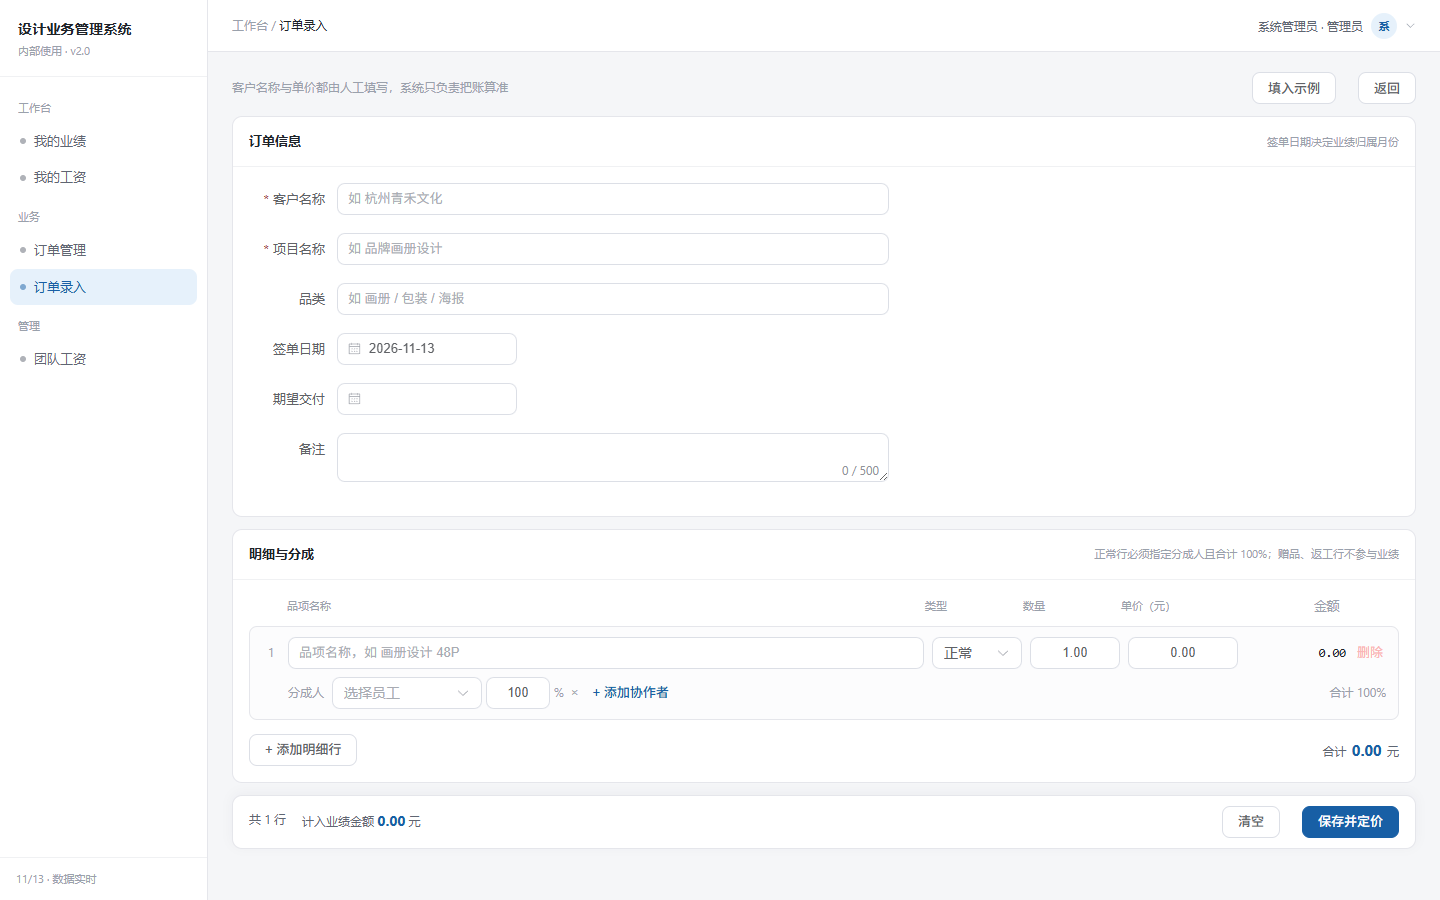 设计业务管理系统
内部使用 · v2.0
工作台
我的业绩
我的工资
业务
订单管理
订单录入
管理
团队工资
11/13 · 数据实时
工作台 / 订单录入
系统管理员 · 管理员 系
客户名称与单价都由人工填写，系统只负责把账算准
填入示例
返回
订单信息
签单日期决定业绩归属月份
* 客户名称 如 杭州青禾文化
* 项目名称 如 品牌画册设计
品类 如 画册 / 包装 / 海报
签单日期 2026-11-13
期望交付
备注
0 / 500
明细与分成
正常行必须指定分成人且合计 100%；赠品、返工行不参与业绩
品项名称 类型 数量 单价（元） 金额
1 品项名称，如 画册设计 48P 正常 1.00 0.00 0.00 删除
分成人 选择员工 100 % × + 添加协作者 合计 100%
+ 添加明细行
合计 0.00 元
共 1 行 计入业绩金额 0.00 元
清空
保存并定价